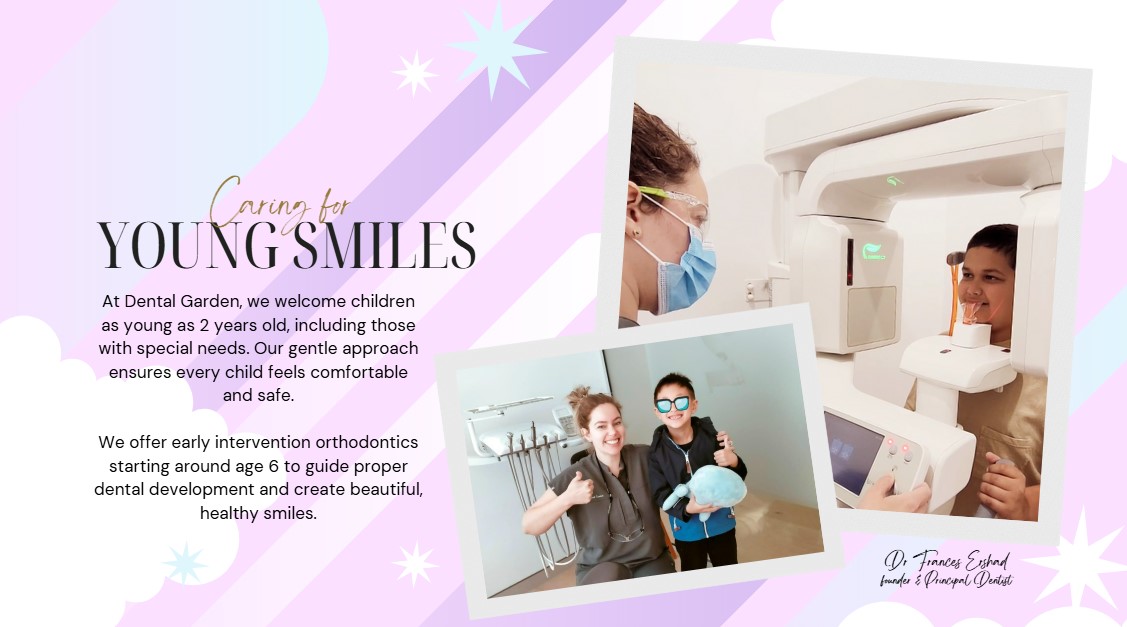 Caring for
YOUNG SMILES
At Dental Garden, we welcome children
as young as 2 years old, including those
with special needs. Our gentle approach
ensures every child feels comfortable
and safe.
We offer early intervention orthodontics
starting around age 6 to guide proper
dental development and create beautiful,
healthy smiles.
Dr Frances Ershad
founder & Principal Dentist